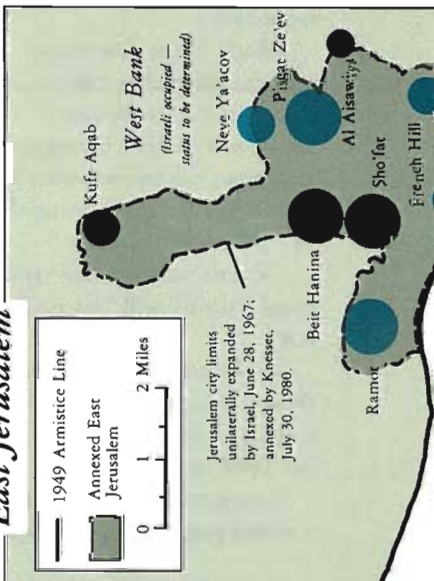 East Jerusalem
1949 Armistice Line
Annexed East
Jerusalem
0 1 2 Miles
Jerusalem city limits
unilaterally expanded
by Israel, June 28, 1967;
annexed by Knesset,
July 30, 1980.
Kufr Aqab
West Bank
(Israeli occupied —
status to be determined)
Neve Ya'acov
Pisgat Ze'ev
Al Aisawiya
Beit Hanina
Sho'fat
Ramot
French Hill